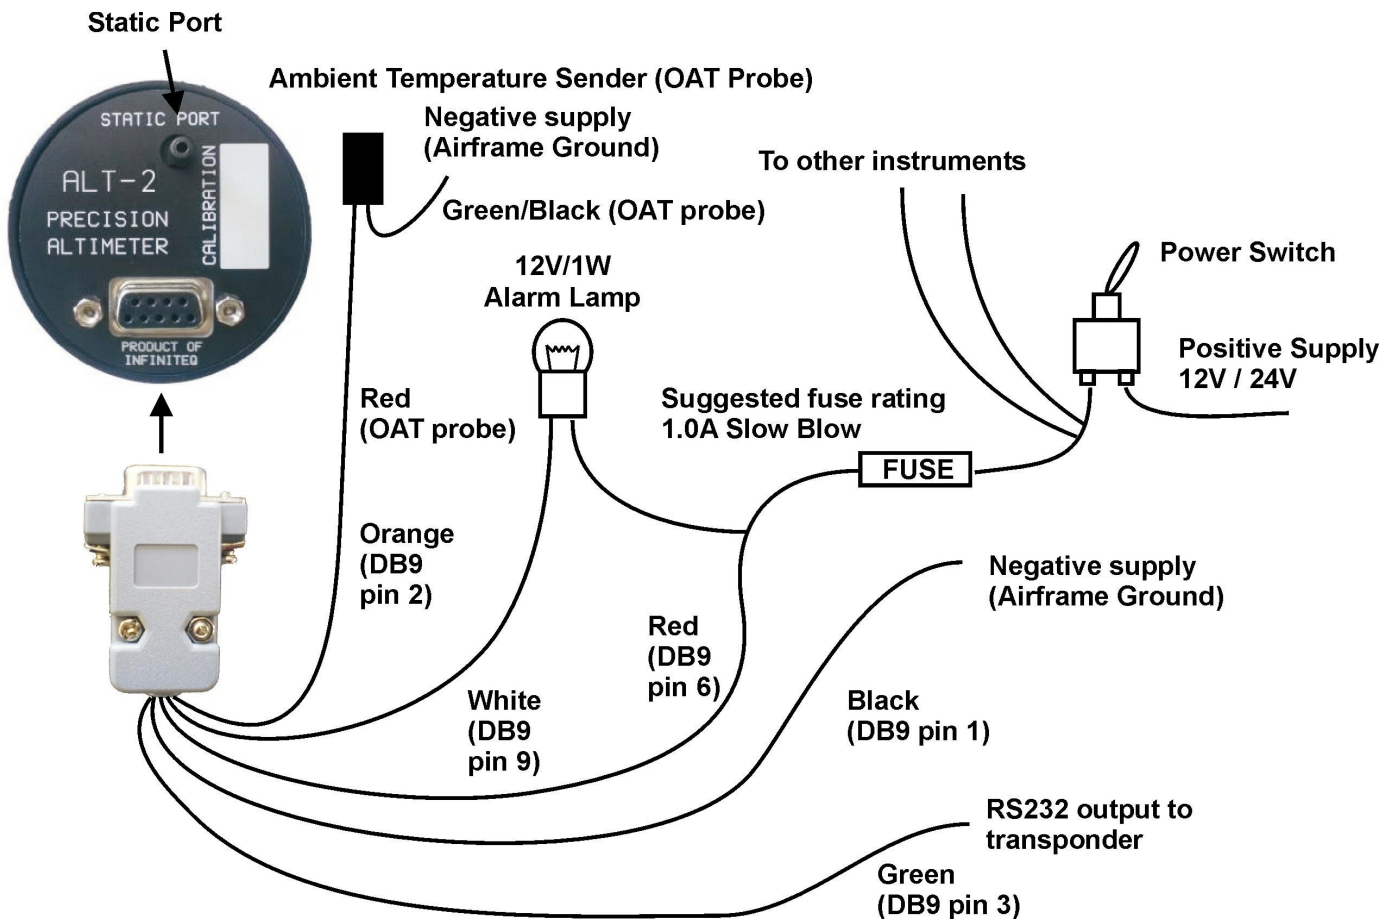 Static Port
STATIC PORT
ALT-2
PRECISION
ALTIMETER
CALIBRATION
PRODUCT OF
INFINITEQ
Ambient Temperature Sender (OAT Probe)
Negative supply
(Airframe Ground)
Green/Black (OAT probe)
To other instruments
12V/1W
Alarm Lamp
Power Switch
Positive Supply
12V / 24V
Red
(OAT probe)
Suggested fuse rating
1.0A Slow Blow
FUSE
Orange
(DB9
pin 2)
Negative supply
(Airframe Ground)
Red
(DB9
pin 6)
White
(DB9
pin 9)
Black
(DB9 pin 1)
RS232 output to
transponder
Green
(DB9 pin 3)